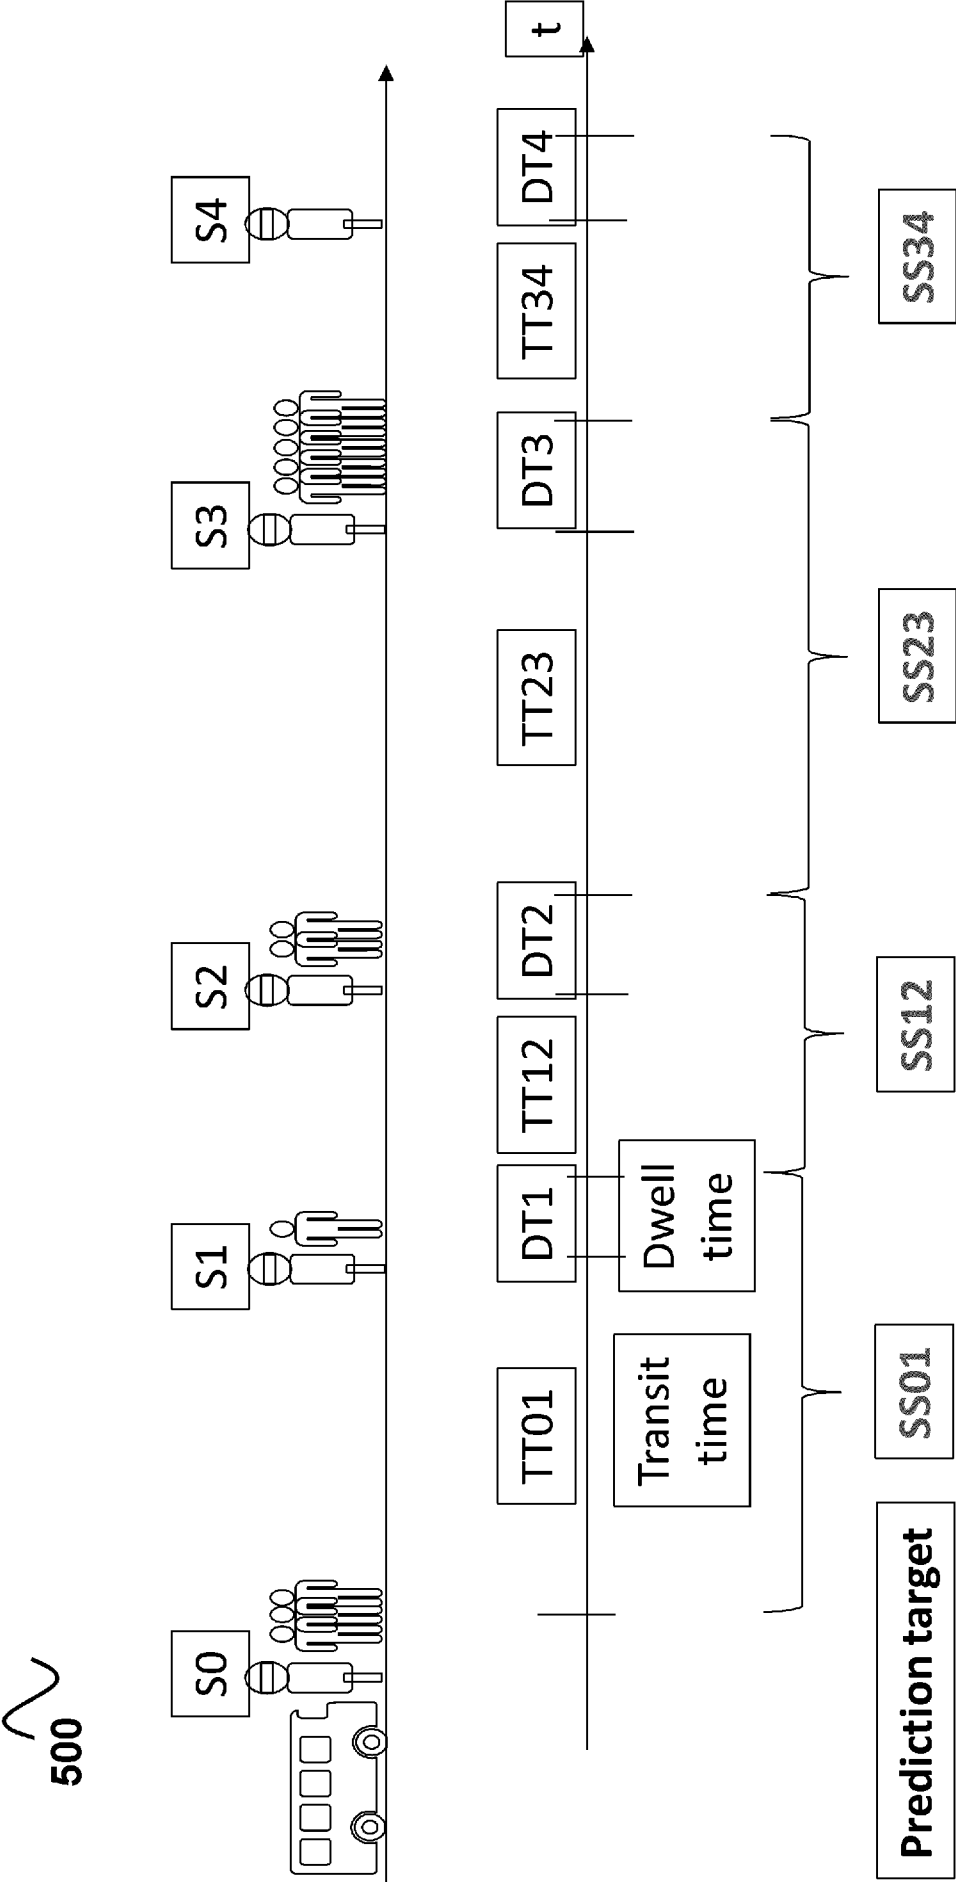 500
S0
S1
S2
S3
S4
TT01
DT1
TT12
DT2
TT23
DT3
TT34
DT4
t
Transit
time
Dwell
time
Prediction target
SS01
SS12
SS23
SS34